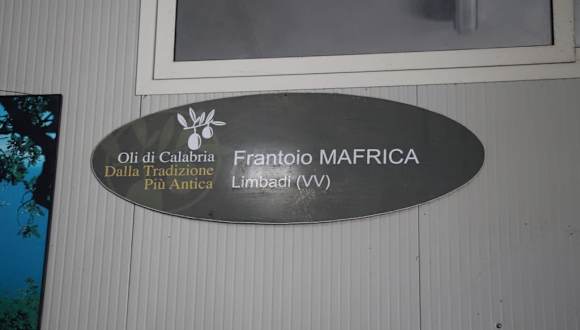 Oli di Calabria
Dalla Tradizione
Più Antica
Frantoio MAFRICA
Limbadi (VV)